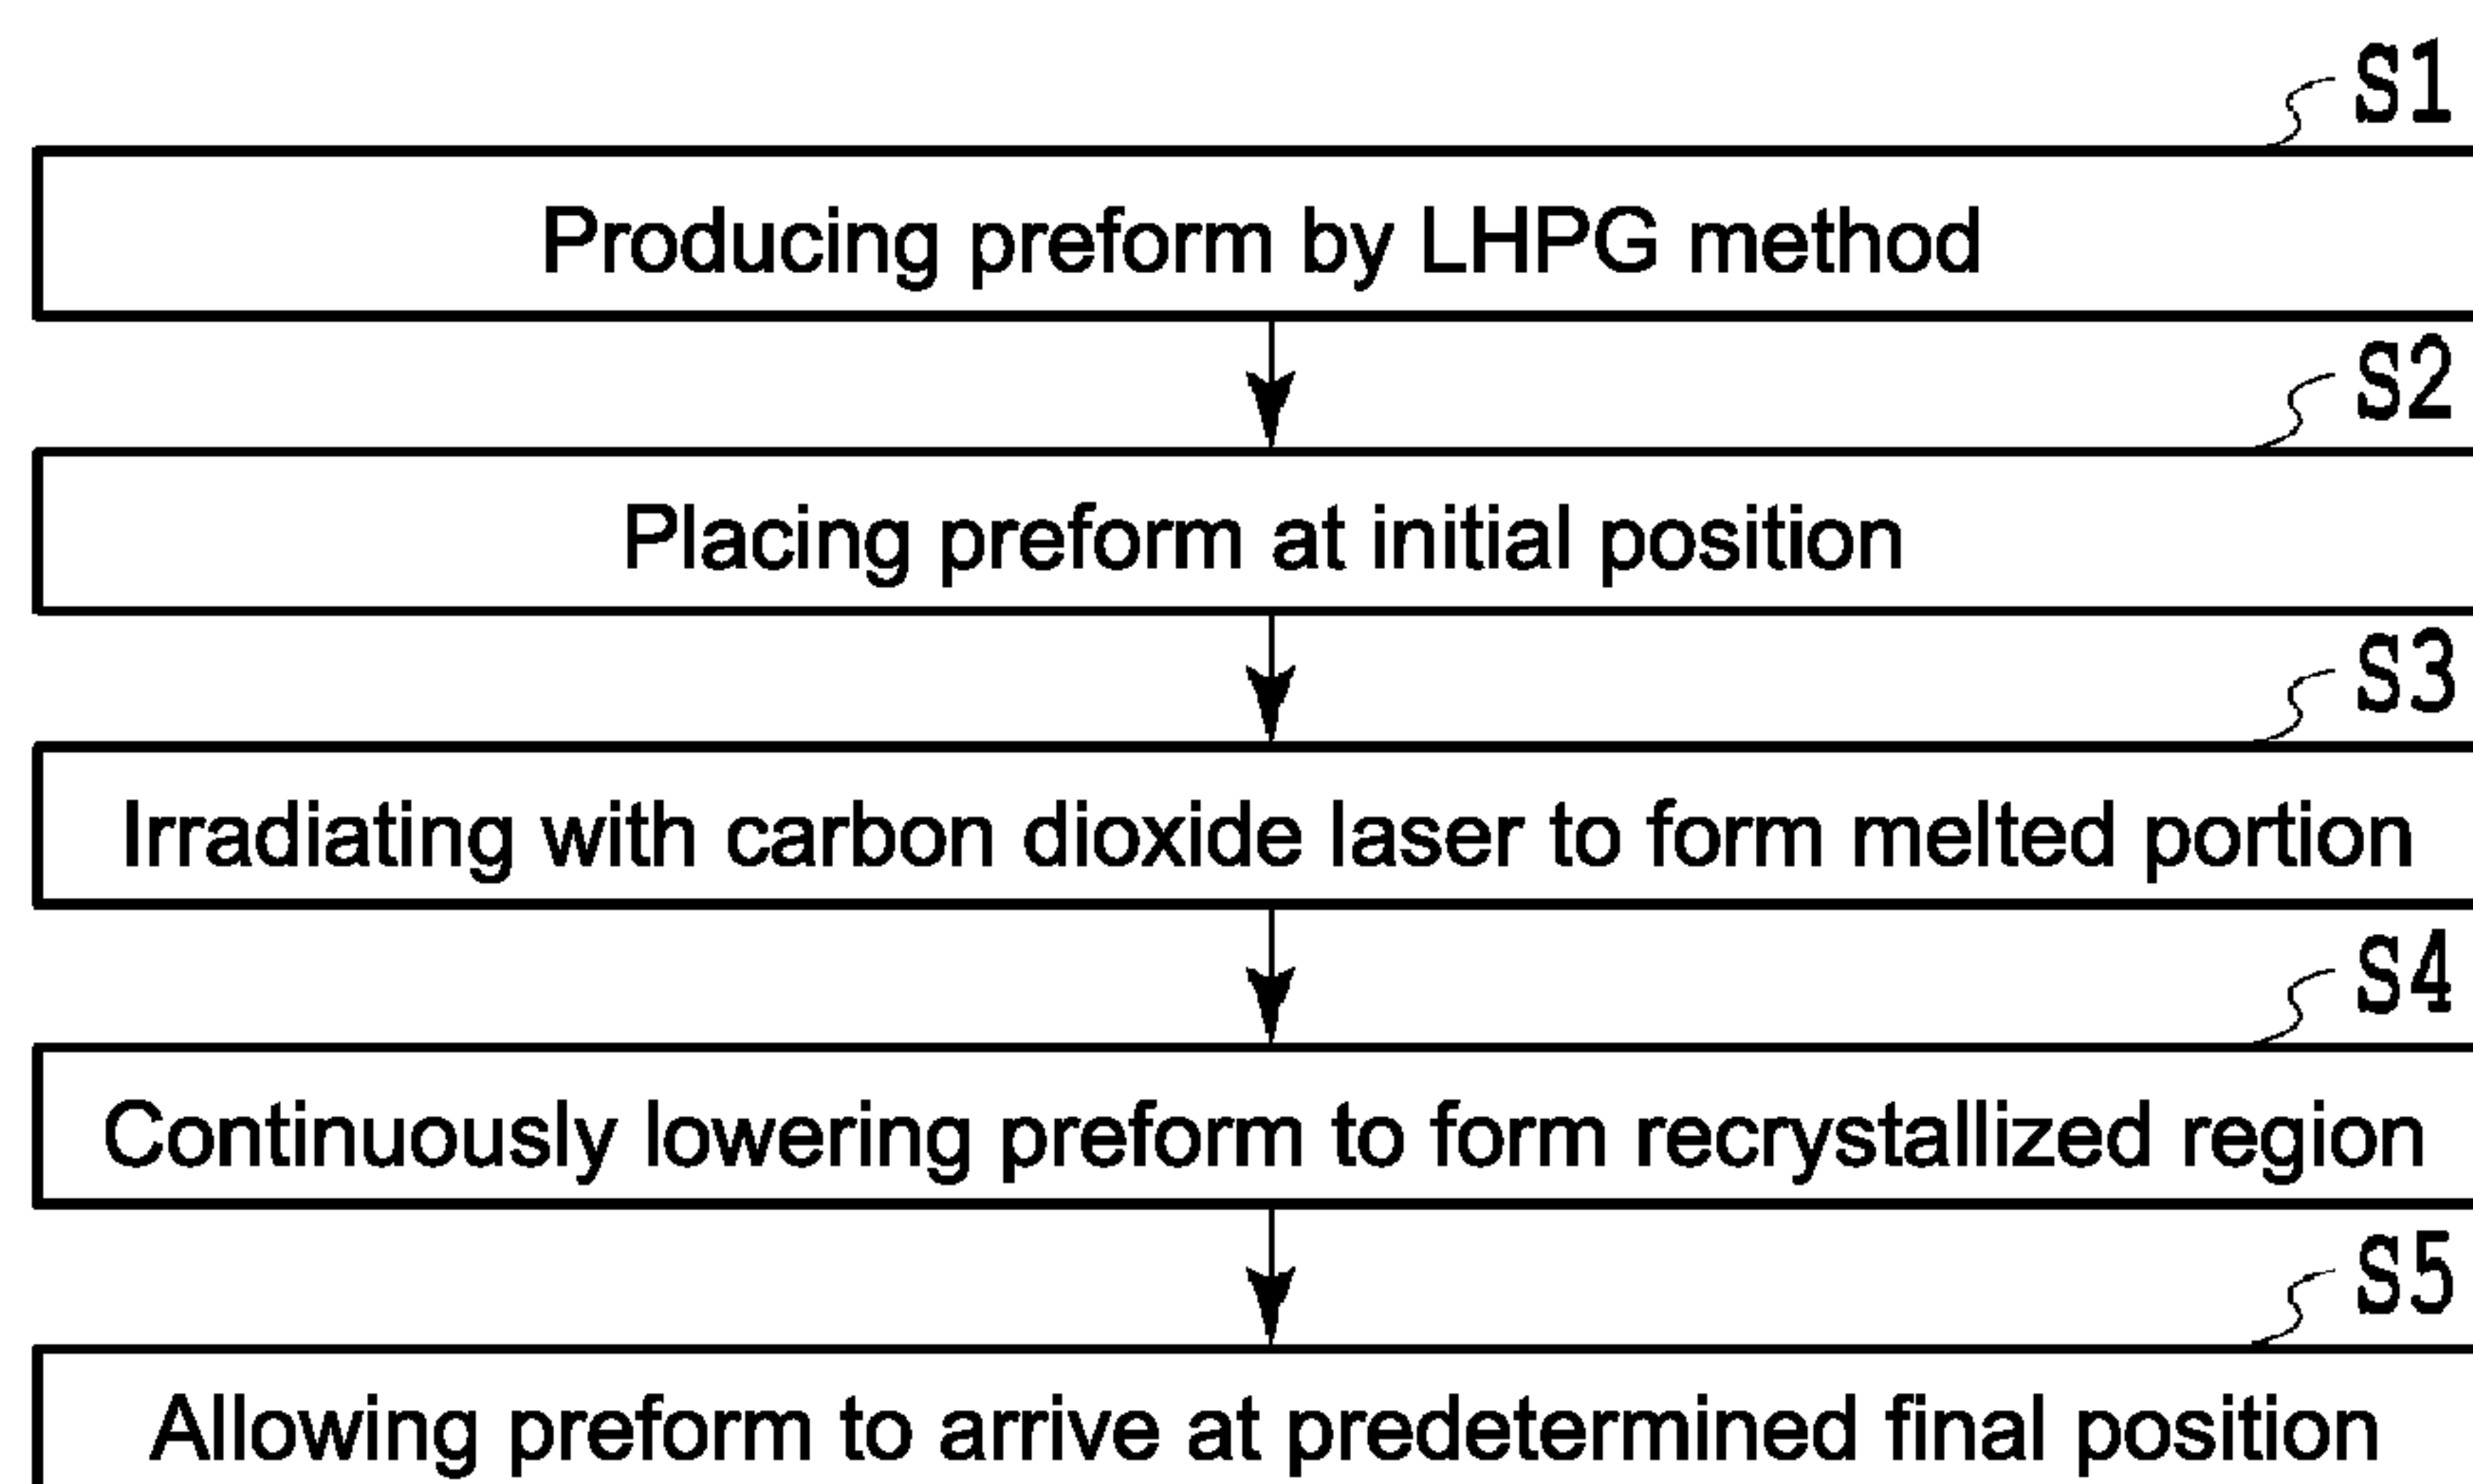 S1
Producing preform by LHPG method
S2
Placing preform at initial position
S3
Irradiating with carbon dioxide laser to form melted portion
S4
Continuously lowering preform to form recrystallized region
S5
Allowing preform to arrive at predetermined final position